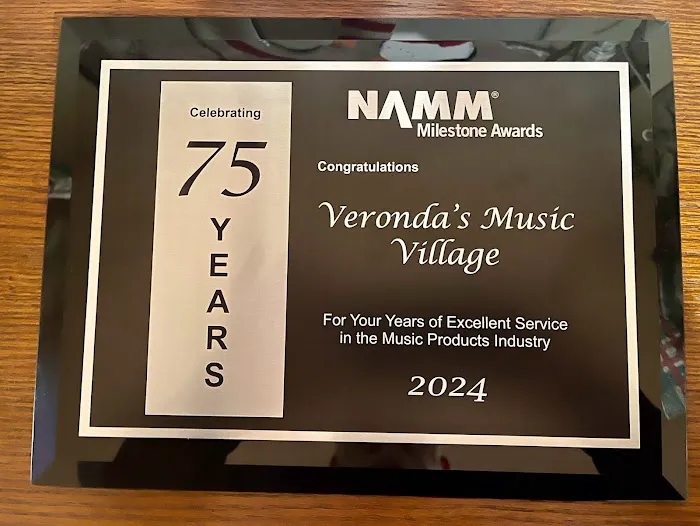 Celebrating
75
YEARS
NAMM®
Milestone Awards
Congratulations
Veronda's Music
Village
For Your Years of Excellent Service
in the Music Products Industry
2024